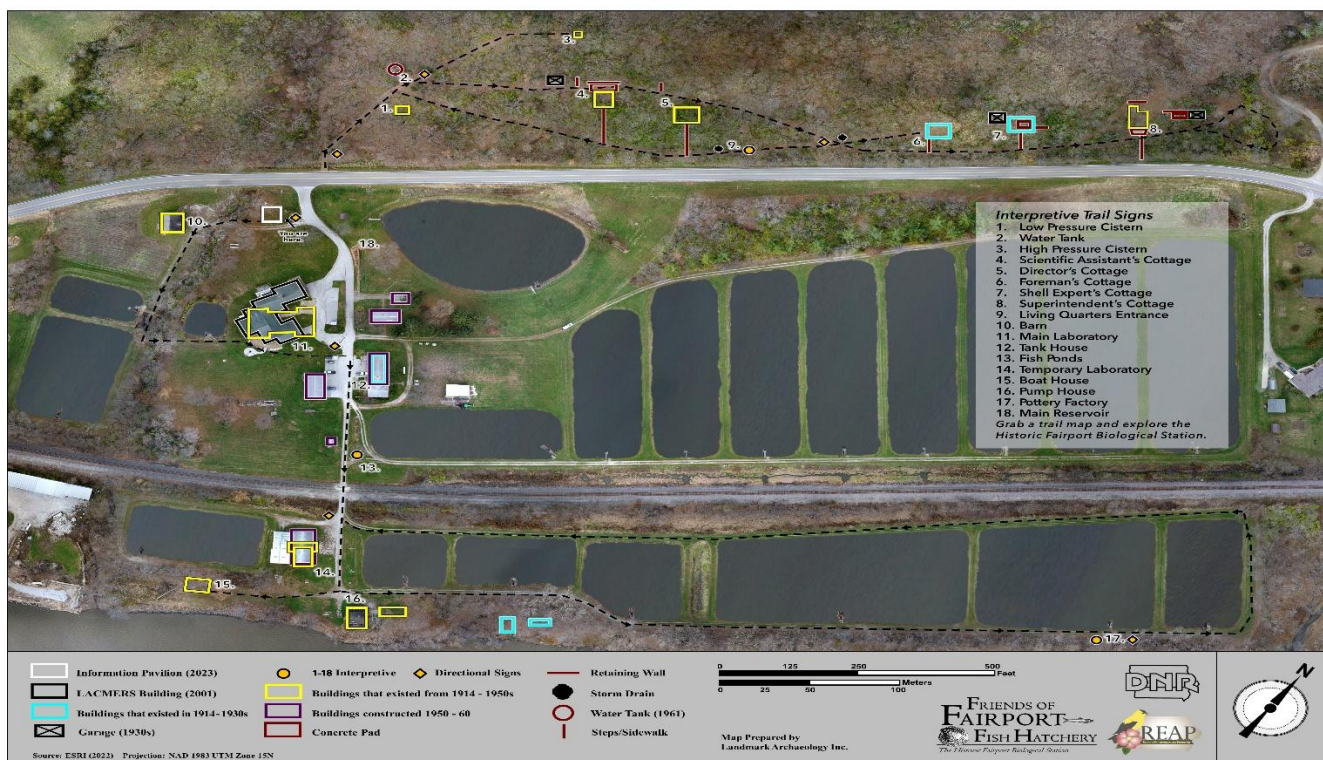 3.
2.
1.
4.
5.
9.
6.
7.
8.
10.
You are
Here.
18.
11.
12.
13.
14.
15.
16.
17.
Interpretive Trail Signs
1. Low Pressure Cistern
2. Water Tank
3. High Pressure Cistern
4. Scientific Assistant's Cottage
5. Director's Cottage
6. Foreman's Cottage
7. Shell Expert's Cottage
8. Superintendent's Cottage
9. Living Quarters Entrance
10. Barn
11. Main Laboratory
12. Tank House
13. Fish Ponds
14. Temporary Laboratory
15. Boat House
16. Pump House
17. Pottery Factory
18. Main Reservoir
Grab a trail map and explore the
Historic Fairport Biological Station.
Information Pavilion (2023)
LACMERS Building (2001)
Buildings that existed in 1914-1930s
Garage (1930s)
1-18 Interpretive
Directional Signs
Buildings that existed from 1914 - 1950s
Buildings constructed 1950 - 60
Concrete Pad
Retaining Wall
Storm Drain
Water Tank (1961)
Steps/Sidewalk
0 125 250 500
Feet
Meters
0 25 50 100
Map Prepared by
Landmark Archaeology Inc.
FRIENDS OF
FAIRPORT
FISH HATCHERY
The Historic Fairport Biological Station
DNR
REAP
N
Source: ESRI (2022) Projection: NAD 1983 UTM Zone 15N